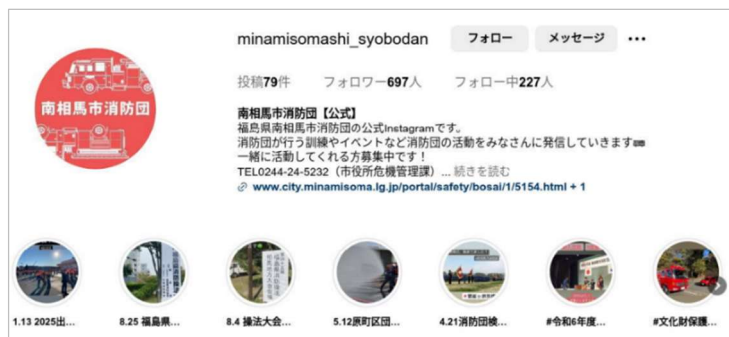 minamisomashi_syobodan フォロー メッセージ
投稿79件 フォロワー697人 フォロー中227人
南相馬市消防団
南相馬市消防団【公式】
福島県南相馬市消防団の公式Instagramです。
消防団が行う訓練やイベントなど消防団の活動をみなさんに発信していきます
一緒に活動してくれる方募集中です!
TEL0244-24-5232(市役所危機管理課)... 続きを読む
www.city.minamisoma.lg.jp/portal/safety/bosai/1/5154.html + 1
1.13 2025出... 8.25 福島県... 8.4 操法大会... 5.12原町区団... 4.21消防団検... #令和6年度... #文化財保護...